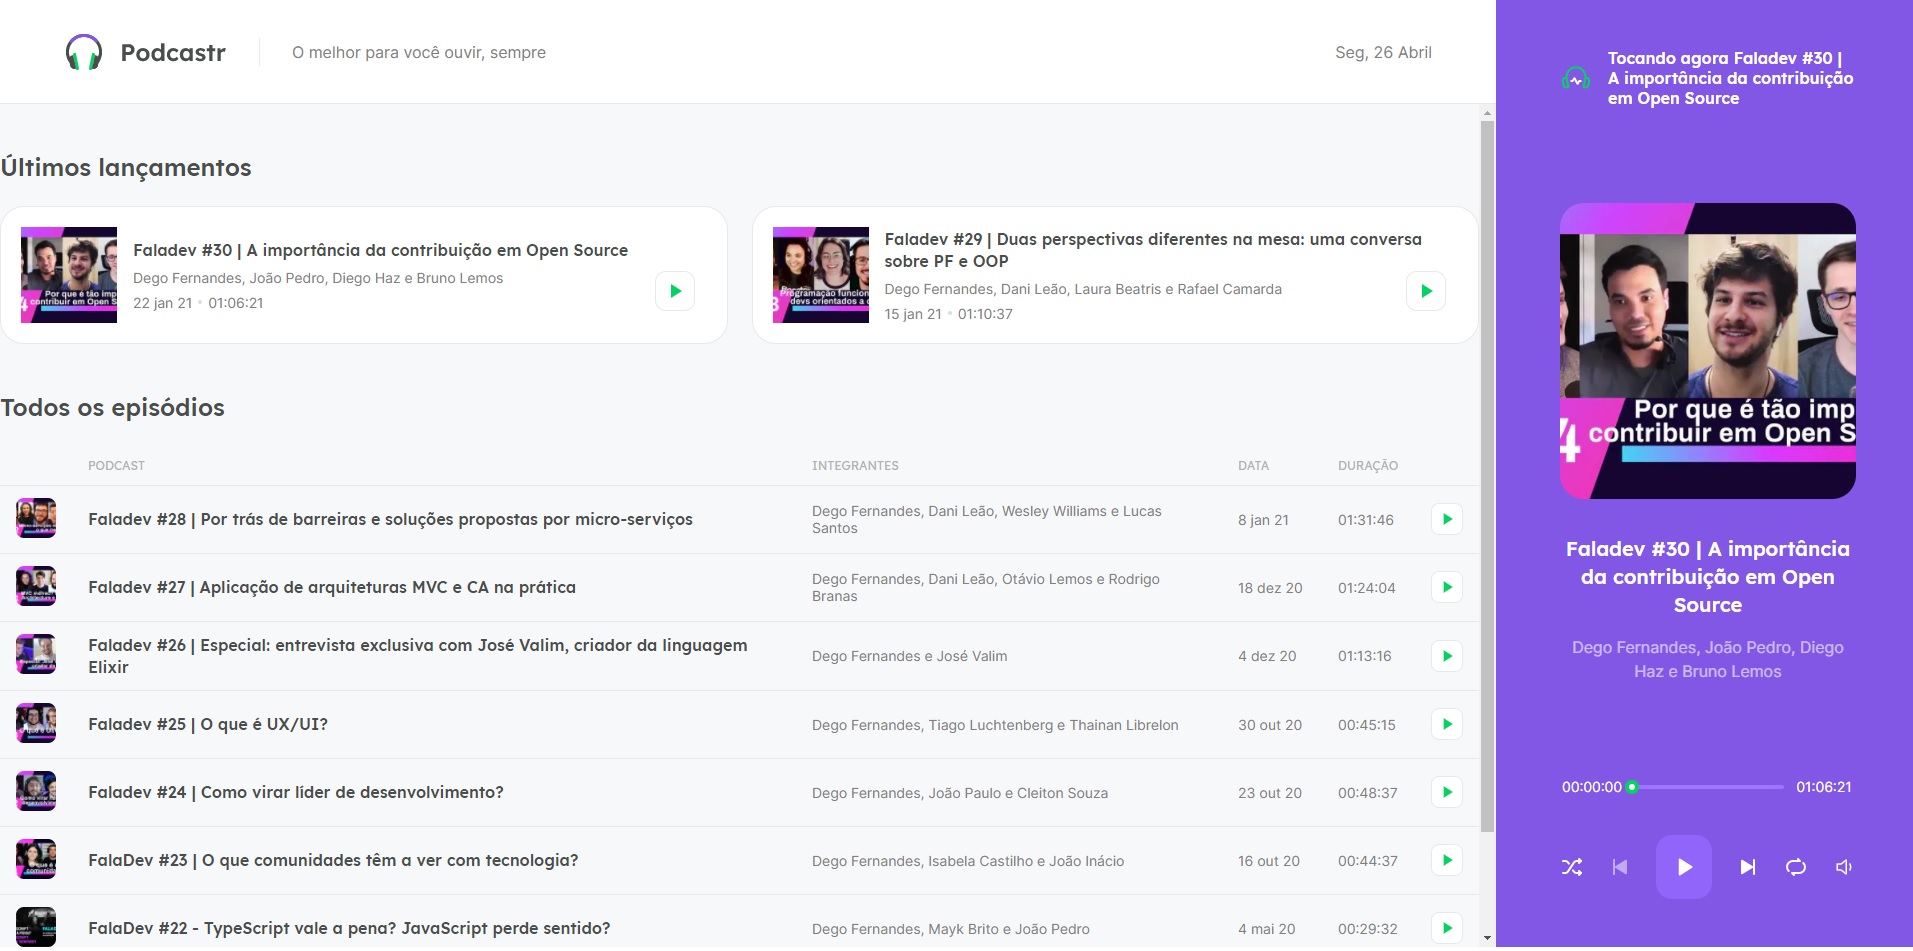 Podcastr
O melhor para você ouvir, sempre
Seg, 26 Abril
Últimos lançamentos
Faladev #30 | A importância da contribuição em Open Source
Dego Fernandes, João Pedro, Diego Haz e Bruno Lemos
22 jan 21 • 01:06:21
Por que é tão im
4 contribuir em Open S
Faladev #29 | Duas perspectivas diferentes na mesa: uma conversa
sobre PF e OOP
Dego Fernandes, Dani Leão, Laura Beatris e Rafael Camarda
15 jan 21 • 01:10:37
Programação funcion
devs orientados a
Todos os episódios
PODCAST INTEGRANTES DATA DURAÇÃO
Faladev #28 | Por trás de barreiras e soluções propostas por micro-serviços
Dego Fernandes, Dani Leão, Wesley Williams e Lucas
Santos
8 jan 21
01:31:46
Faladev #27 | Aplicação de arquiteturas MVC e CA na prática
Dego Fernandes, Dani Leão, Otávio Lemos e Rodrigo
Branas
18 dez 20
01:24:04
Faladev #26 | Especial: entrevista exclusiva com José Valim, criador da linguagem
Elixir
Dego Fernandes e José Valim
4 dez 20
01:13:16
Faladev #25 | O que é UX/UI?
Dego Fernandes, Tiago Luchtenberg e Thainan Librelon
30 out 20
00:45:15
Faladev #24 | Como virar líder de desenvolvimento?
Dego Fernandes, João Paulo e Cleiton Souza
23 out 20
00:48:37
FalaDev #23 | O que comunidades têm a ver com tecnologia?
Dego Fernandes, Isabela Castilho e João Inácio
16 out 20
00:44:37
FalaDev #22 - TypeScript vale a pena? JavaScript perde sentido?
Dego Fernandes, Mayk Brito e João Pedro
4 mai 20
00:29:32
Tocando agora Faladev #30 |
A importância da contribuição
em Open Source
Por que é tão imp
4 contribuir em Open S
Faladev #30 | A importância
da contribuição em Open
Source
Dego Fernandes, João Pedro, Diego
Haz e Bruno Lemos
00:00:00
01:06:21